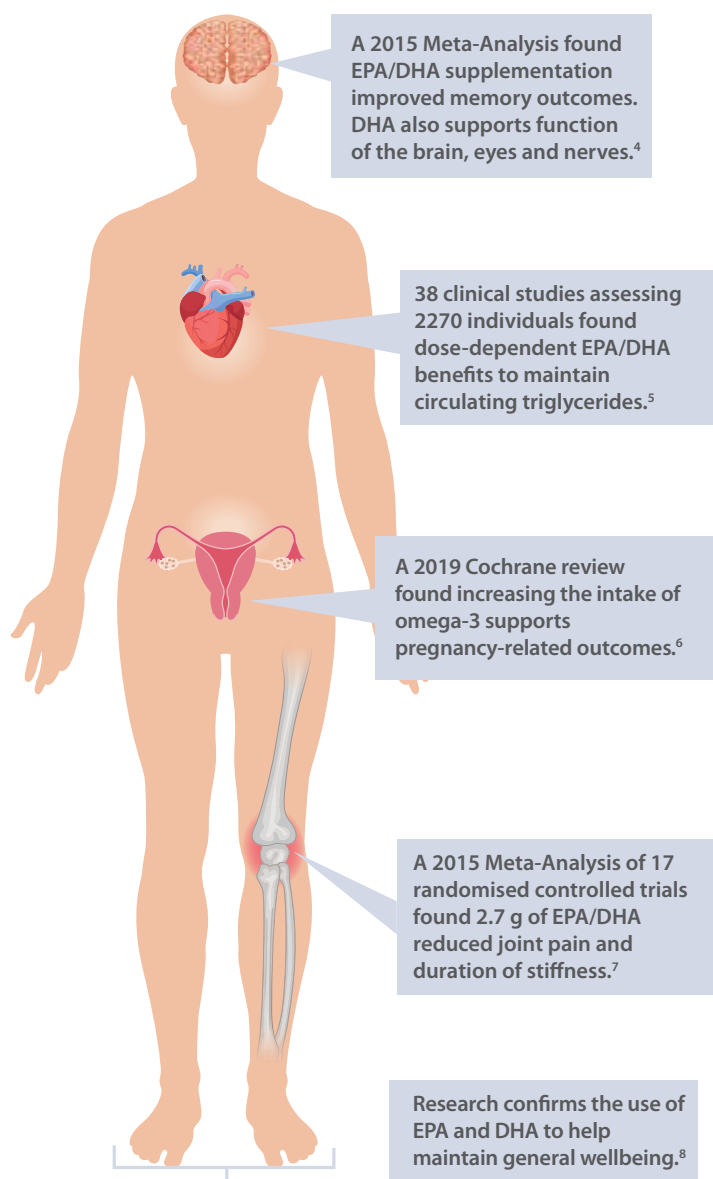 A 2015 Meta-Analysis found
EPA/DHA supplementation
improved memory outcomes.
DHA also supports function
of the brain, eyes and nerves.⁴
38 clinical studies assessing
2270 individuals found
dose-dependent EPA/DHA
benefits to maintain
circulating triglycerides.⁵
A 2019 Cochrane review
found increasing the intake of
omega-3 supports
pregnancy-related outcomes.⁶
A 2015 Meta-Analysis of 17
randomised controlled trials
found 2.7 g of EPA/DHA
reduced joint pain and
duration of stiffness.⁷
Research confirms the use of
EPA and DHA to help
maintain general wellbeing.⁸